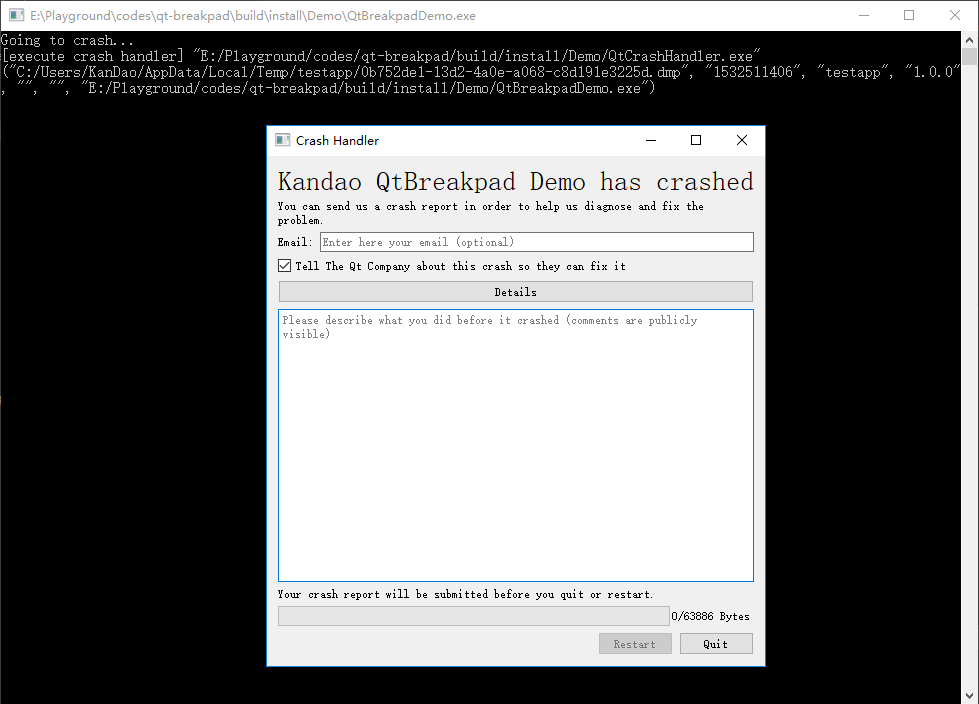 E:\Playground\codes\qt-breakpad\build\install\Demo\QtBreakpadDemo.exe
Going to crash...
[execute crash handler] "E:/Playground/codes/qt-breakpad/build/install/Demo/QtCrashHandler.exe"
("C:/Users/KanDao/AppData/Local/Temp/testapp/0b752de1-13d2-4a0e-a068-c8d191e3225d.dmp", "1532511406", "testapp", "1.0.0"
, "", "", "E:/Playground/codes/qt-breakpad/build/install/Demo/QtBreakpadDemo.exe")
Crash Handler
Kandao QtBreakpad Demo has crashed
You can send us a crash report in order to help us diagnose and fix the
problem.
Email: Enter here your email (optional)
Tell The Qt Company about this crash so they can fix it
Details
Please describe what you did before it crashed (comments are publicly
visible)
Your crash report will be submitted before you quit or restart.
0/63886 Bytes
Restart Quit